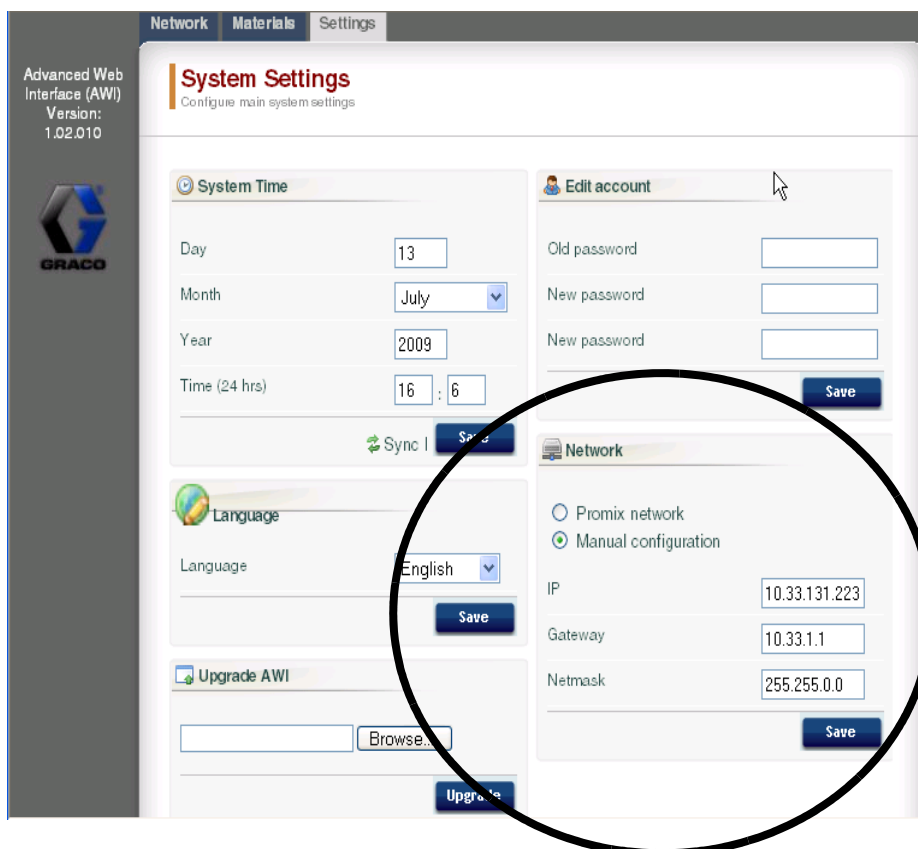 Network Materials Settings
Advanced Web
Interface (AWI)
Version:
1.02.010
GRACO
System Settings
Configure main system settings
System Time
Day 13
Month July
Year 2009
Time (24 hrs) 16 : 6
Sync Save
Language
Language English
Save
Upgrade AWI
Browse...
Upgrade
Edit account
Old password
New password
New password
Save
Network
Promix network
Manual configuration
IP 10.33.131.223
Gateway 10.33.1.1
Netmask 255.255.0.0
Save